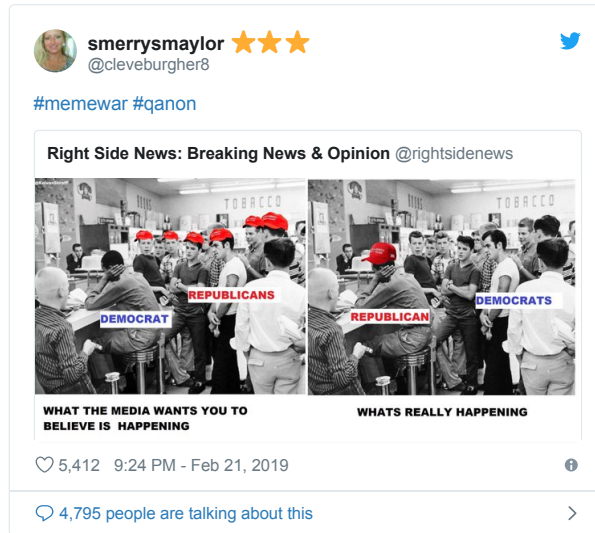 smerrysmaylor
@cleveburgher8
#memewar #qanon
Right Side News: Breaking News & Opinion @rightsidenews
TOBACCO
TOBACCO
REPUBLICANS
DEMOCRAT
DEMOCRATS
REPUBLICAN
WHAT THE MEDIA WANTS YOU TO
BELIEVE IS HAPPENING
WHATS REALLY HAPPENING
5,412 9:24 PM - Feb 21, 2019
4,795 people are talking about this